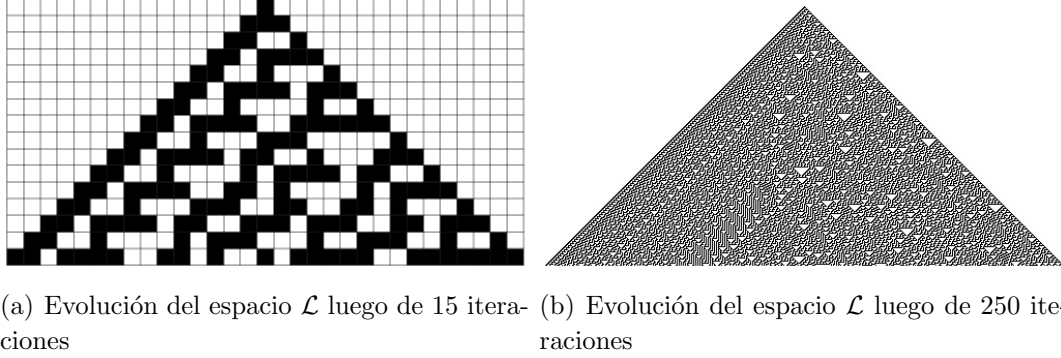 (a) Evolución del espacio ℒ luego de 15 itera-
ciones
(b) Evolución del espacio ℒ luego de 250 ite-
raciones